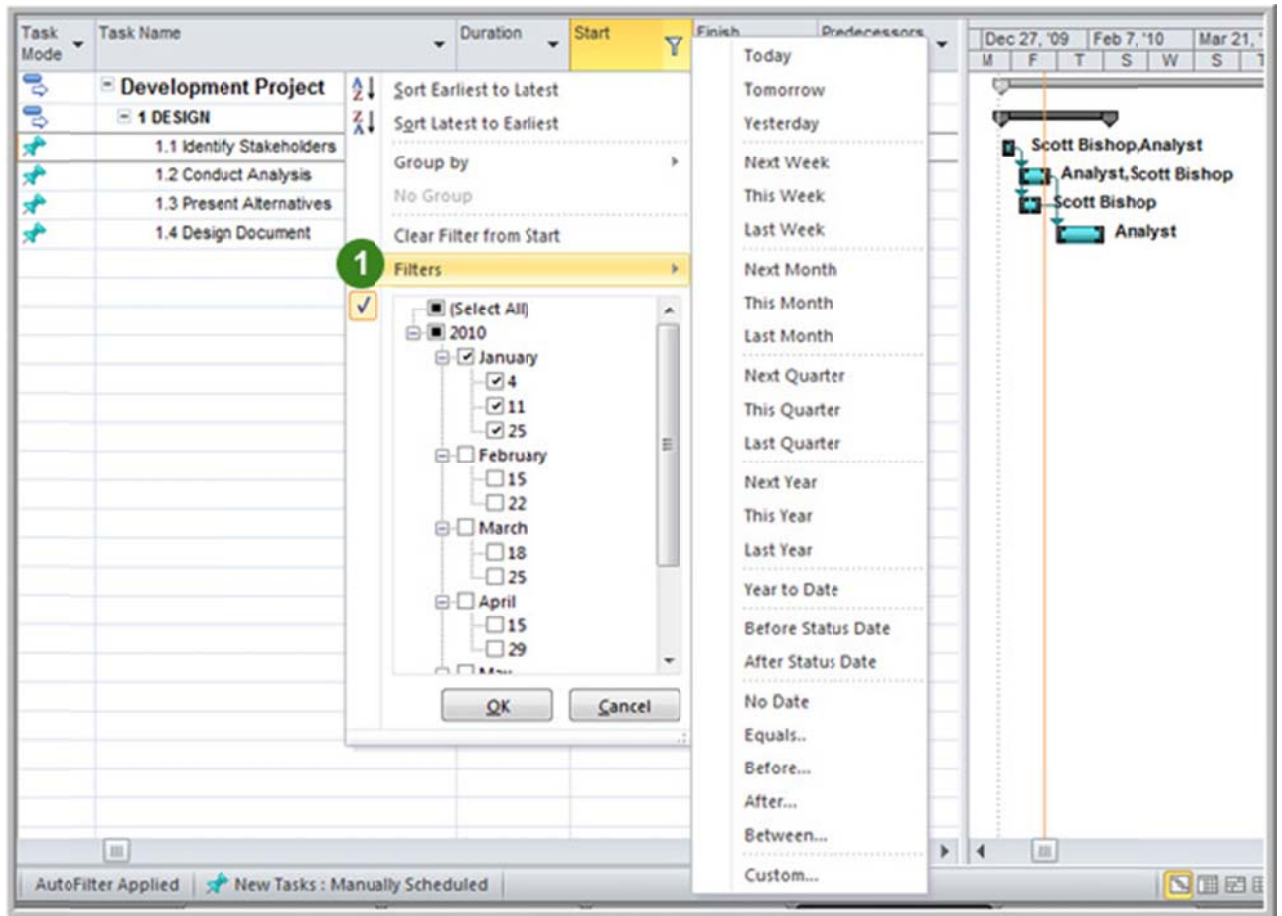 Task Mode
Task Name
Duration
Start
Finish
Predecessors
Dec 27, '09
Feb 7, '10
Mar 21, '
M F T S W S T
Development Project
1 DESIGN
1.1 Identify Stakeholders
1.2 Conduct Analysis
1.3 Present Alternatives
1.4 Design Document
Sort Earliest to Latest
Sort Latest to Earliest
Group by
No Group
Clear Filter from Start
1
Filters
(Select All)
2010
January
4
11
25
February
15
22
March
18
25
April
15
29
May
OK
Cancel
Today
Tomorrow
Yesterday
Next Week
This Week
Last Week
Next Month
This Month
Last Month
Next Quarter
This Quarter
Last Quarter
Next Year
This Year
Last Year
Year to Date
Before Status Date
After Status Date
No Date
Equals..
Before...
After...
Between...
Custom...
Scott Bishop,Analyst
Analyst,Scott Bishop
Scott Bishop
Analyst
AutoFilter Applied
New Tasks : Manually Scheduled